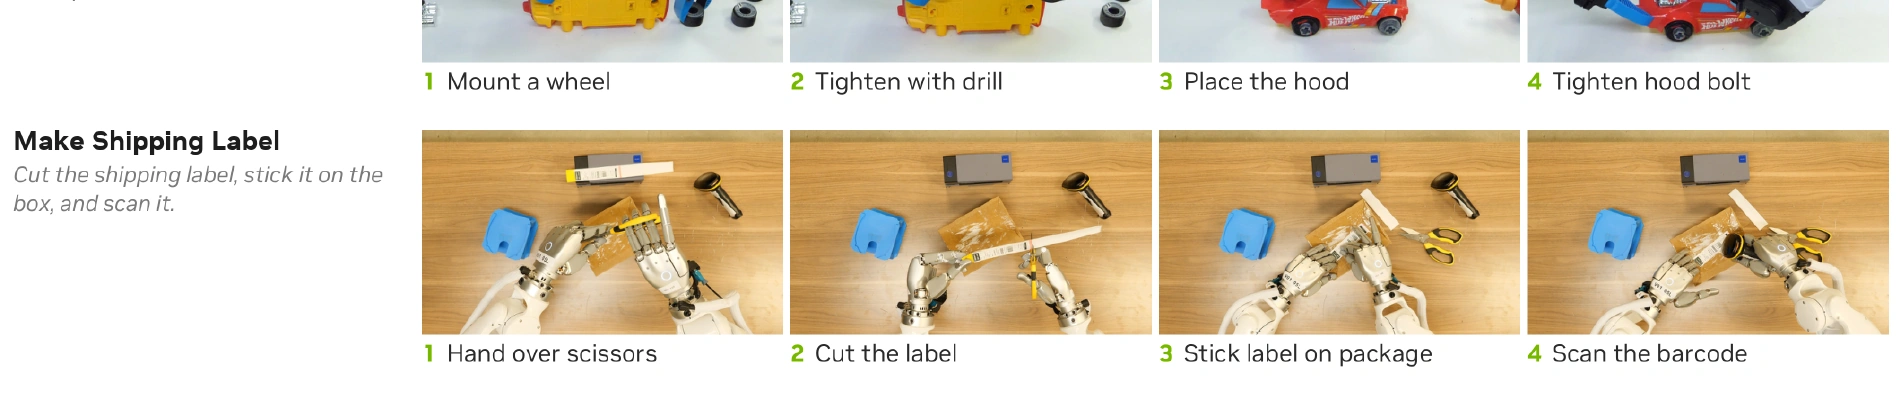 1 Mount a wheel
2 Tighten with drill
3 Place the hood
4 Tighten hood bolt
Make Shipping Label
Cut the shipping label, stick it on the
box, and scan it.
1 Hand over scissors
2 Cut the label
3 Stick label on package
4 Scan the barcode